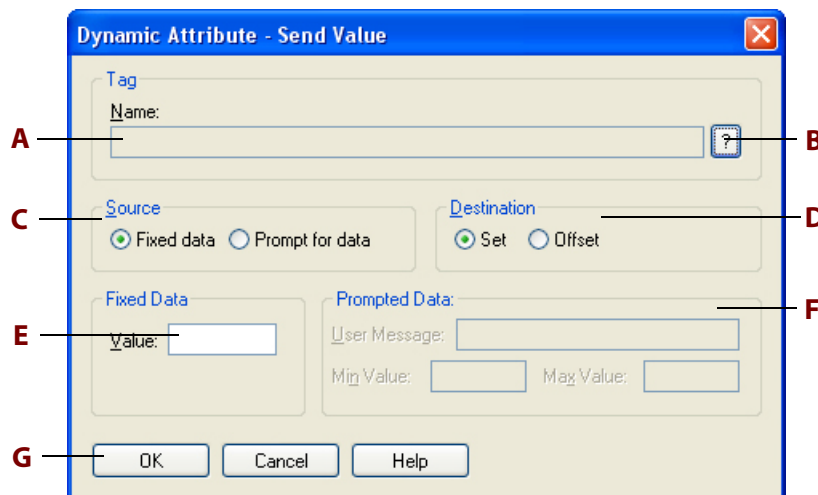 Dynamic Attribute - Send Value
Tag
Name:
A
?
B
C
Source
Fixed data Prompt for data
Destination
Set Offset
D
Fixed Data
E
Value:
Prompted Data:
F
User Message:
Min Value: Max Value:
G
OK Cancel Help